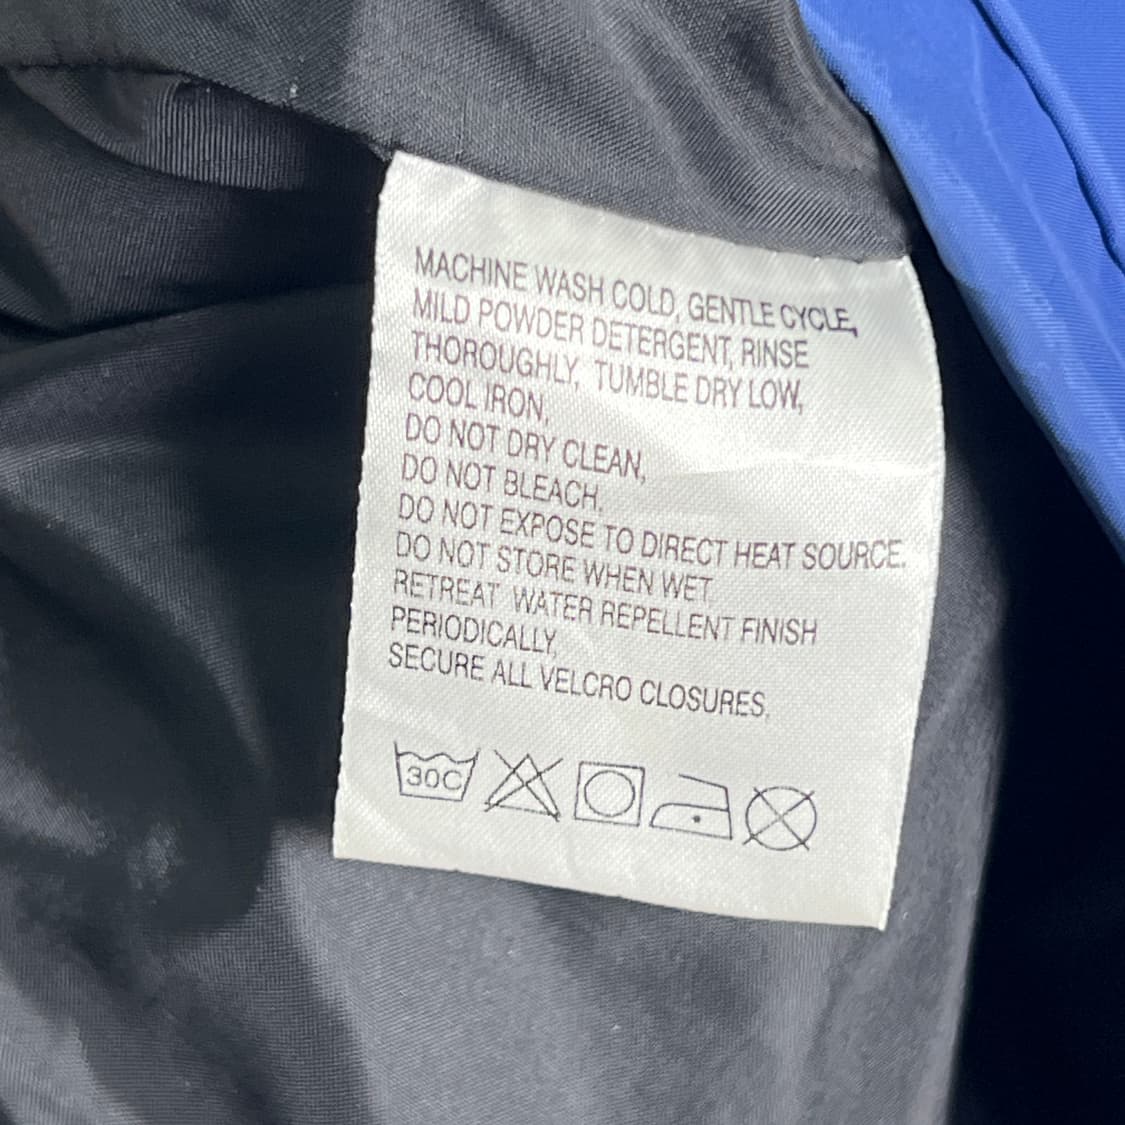 MACHINE WASH COLD, GENTLE CYCLE,
MILD POWDER DETERGENT, RINSE
THOROUGHLY, TUMBLE DRY LOW,
COOL IRON,
DO NOT DRY CLEAN,
DO NOT BLEACH,
DO NOT EXPOSE TO DIRECT HEAT SOURCE.
DO NOT STORE WHEN WET
RETREAT WATER REPELLENT FINISH
PERIODICALLY,
SECURE ALL VELCRO CLOSURES.
30C